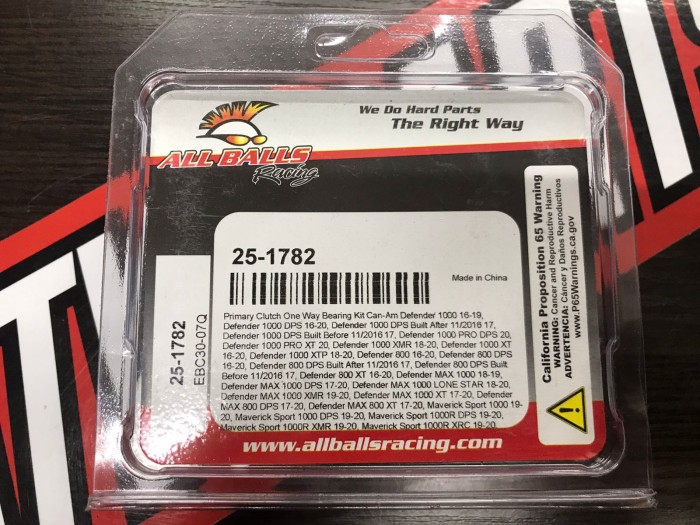 We Do Hard Parts
The Right Way
ALL BALLS
Racing
25-1782
Made in China
Primary Clutch One Way Bearing Kit Can-Am Defender 1000 16-19,
Defender 1000 DPS 16-20, Defender 1000 DPS Built After 11/2016 17,
Defender 1000 DPS Built Before 11/2016 17, Defender 1000 PRO DPS 20,
Defender 1000 PRO XT 20, Defender 1000 XMR 18-20, Defender 1000 XT
16-20, Defender 1000 XTP 18-20, Defender 800 16-20, Defender 800 DPS
16-20, Defender 800 DPS Built After 11/2016 17, Defender 800 DPS Built
Before 11/2016 17, Defender 800 XT 16-20, Defender MAX 1000 18-19,
Defender MAX 1000 DPS 17-20, Defender MAX 1000 LONE STAR 18-20,
Defender MAX 1000 XMR 19-20, Defender MAX 1000 XT 17-20, Defender
MAX 800 DPS 17-20, Defender MAX 800 XT 17-20, Maverick Sport 1000 19-
20, Maverick Sport 1000 DPS 19-20, Maverick Sport 1000R DPS 19-20,
Maverick Sport 1000R XMR 19-20, Maverick Sport 1000R XRC 19-20,
25-1782
EBC30-07Q
California Proposition 65 Warning
WARNING: Cancer and Reproductive Harm
ADVERTENCIA: Cáncer y Daños Reproductivos
www.P65Warnings.ca.gov
www.allballsracing.com